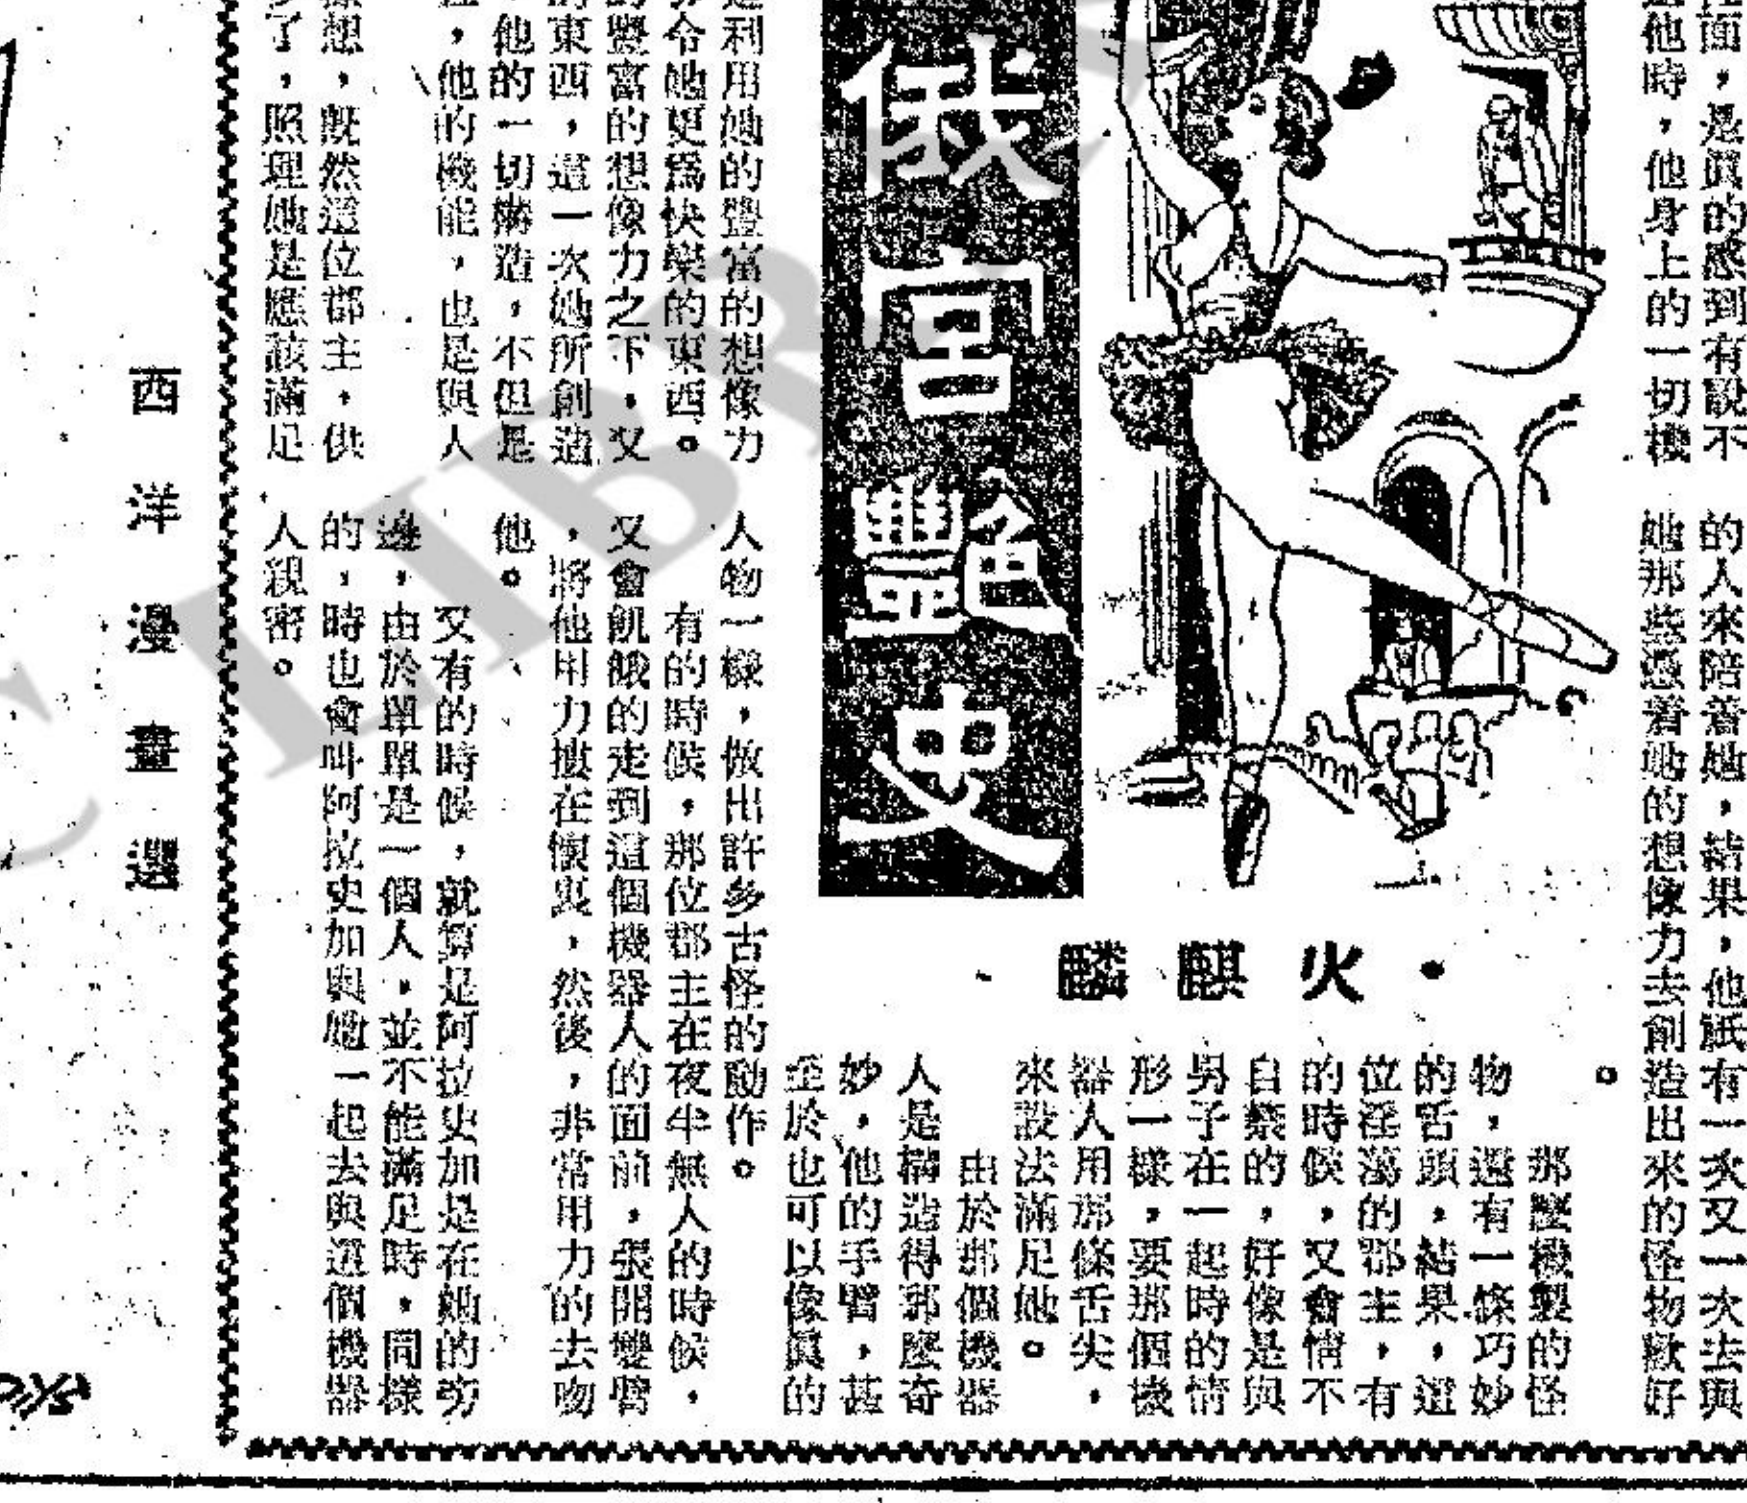 面，是真的感到有說不
他時，他身上的一切機
俄宮艷史
・火麒麟
利用她的豐富的想像力
令她更為快樂的東西。
豐富的想像力之下，又
東西，這一次她所創造
他的一切構造，不但是
，他的機能，也是與人
想，既然這位郡主，供
了，照理她是應該滿足
的人來陪着她，結果，他祇有一次又一次去與
她那些憑着她的想像力去創造出來的怪物歡好
。
那麼機製的怪
物，還有一條巧妙
的舌頭，結果，這
位淫蕩的郡主，有
的時候，又會情不
自禁的，好像是與
男子在一起時的情
形一樣，要那個機
器人用那條舌尖，
來設法滿足她。
由於那個機器
人是構造得那麼奇
妙，他的手臂，甚
至於也可以像眞的
人物一樣，做出許多古怪的動作。
有的時候，那位郡主在夜半無人的時候，
又會飢餓的走到這個機器人的面前，張開雙臂
，將他用力摟在懷裏，然後，非常用力的去吻
他。
又有的時候，就算是阿拉史加是在她的旁
邊，由於單單是一個人，並不能滿足時，同樣
的，時也會叫阿拉史加與她一起去與這個機器
人親密。
西洋漫畫選
LIBR